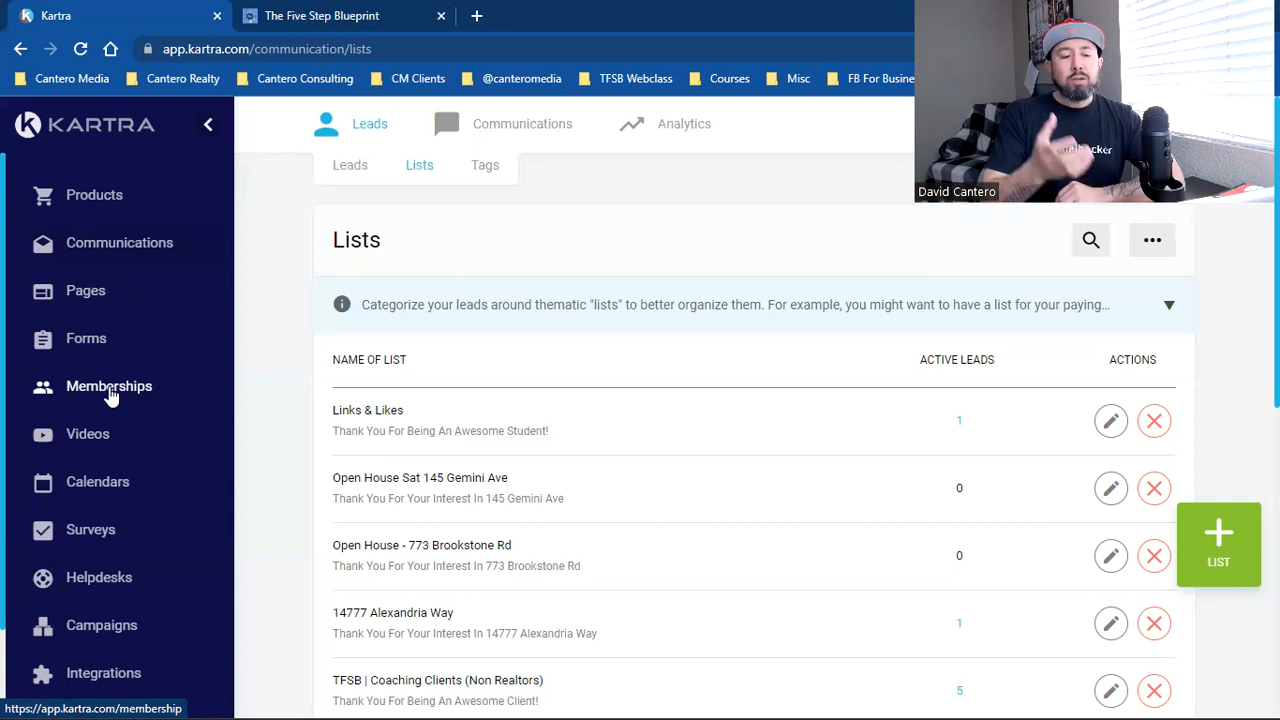 Kartra
The Five Step Blueprint
app.kartra.com/communication/lists
Cantero Media
Cantero Realty
Cantero Consulting
CM Clients
@canteromedia
TFSB Webclass
Courses
Misc
FB For Busine
David Cantero
KARTRA
Products
Communications
Pages
Forms
Memberships
Videos
Calendars
Surveys
Helpdesks
Campaigns
Integrations
https://app.kartra.com/membership
Leads
Communications
Analytics
Leads
Lists
Tags
Lists
Categorize your leads around thematic "lists" to better organize them. For example, you might want to have a list for your paying...
NAME OF LIST ACTIVE LEADS ACTIONS
Links & Likes 1
Thank You For Being An Awesome Student!
Open House Sat 145 Gemini Ave 0
Thank You For Your Interest In 145 Gemini Ave
Open House - 773 Brookstone Rd 0
Thank You For Your Interest In 773 Brookstone Rd
14777 Alexandria Way 1
Thank You For Your Interest In 14777 Alexandria Way
TFSB | Coaching Clients (Non Realtors) 5
Thank You For Being An Awesome Client!
LIST